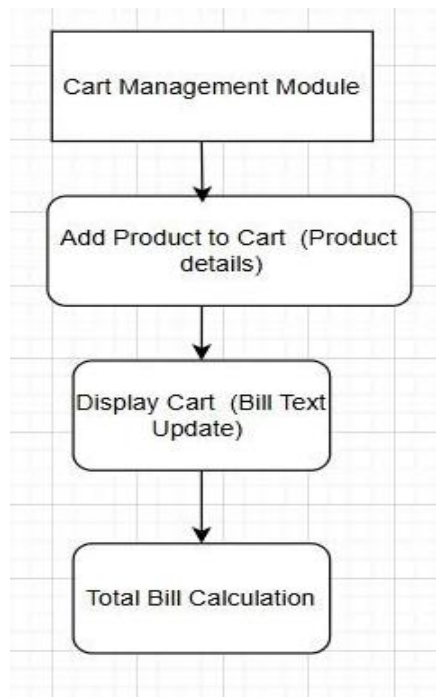 Cart Management Module
Add Product to Cart (Product
details)
Display Cart (Bill Text
Update)
Total Bill Calculation